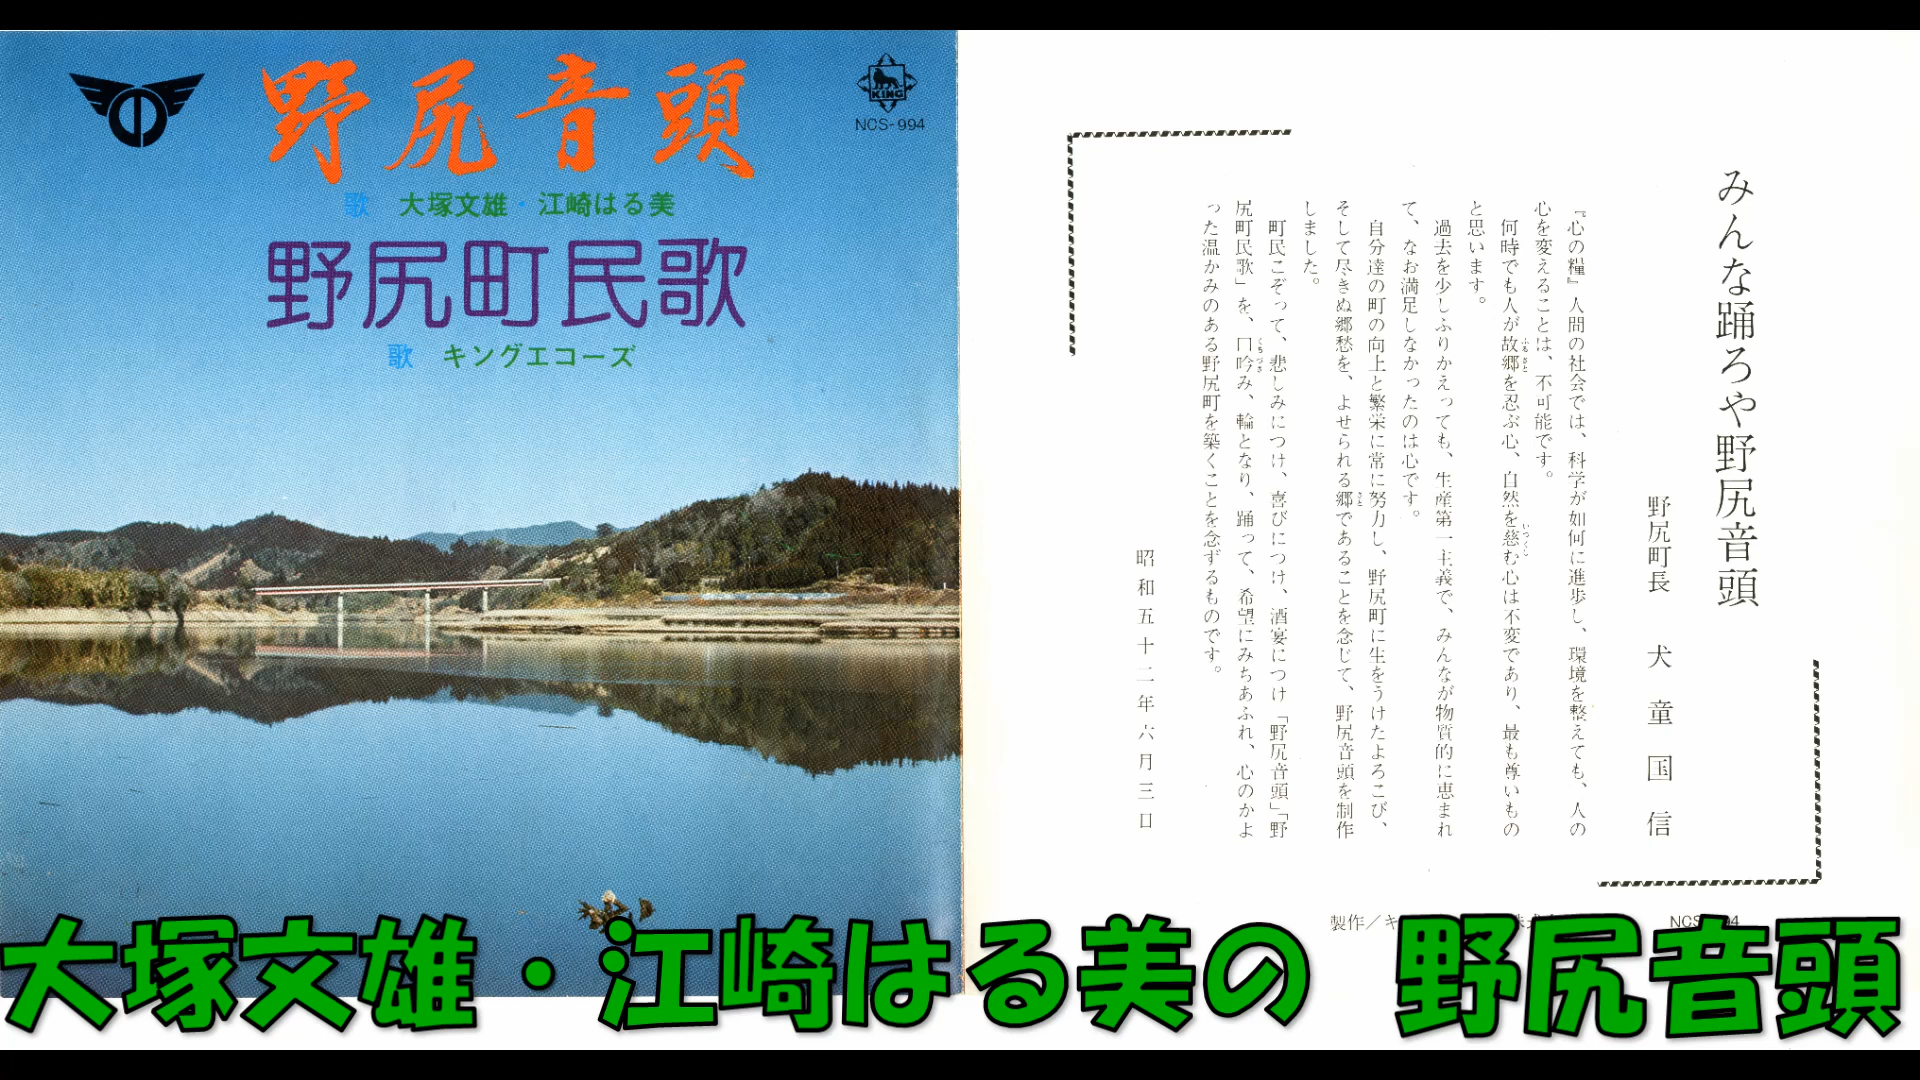 野尻音頭
KING
NCS-994
歌 大塚文雄・江崎はる美
野尻町民歌
歌 キングエコーズ
みんな踊ろや野尻音頭
野尻町長 犬童国信
『心の糧』人間の社会では、科学が如何に進歩し、環境を整えても、人の
心を変えることは、不可能です。
何時でも人が故郷を忍ぶ心、自然を慈む心は不変であり、最も尊いもの
と思います。
過去を少しふりかえっても、生産第一主義で、みんなが物質的に恵まれ
て、なお満足しなかったのは心です。
自分達の町の向上と繁栄に常に努力し、野尻町に生をうけたよろこび、
そして尽きぬ郷愁を、よせられる郷であることを念じて、野尻音頭を制作
しました。
町民こぞって、悲しみにつけ、喜びにつけ、酒宴につけ「野尻音頭」「野
尻町民歌」を、口吟み、輪となり、踊って、希望にみちあふれ、心のかよ
った温かみのある野尻町を築くことを念ずるものです。
昭和五十二年六月三日
製作／キ
大塚文雄・江崎はる美の 野尻音頭